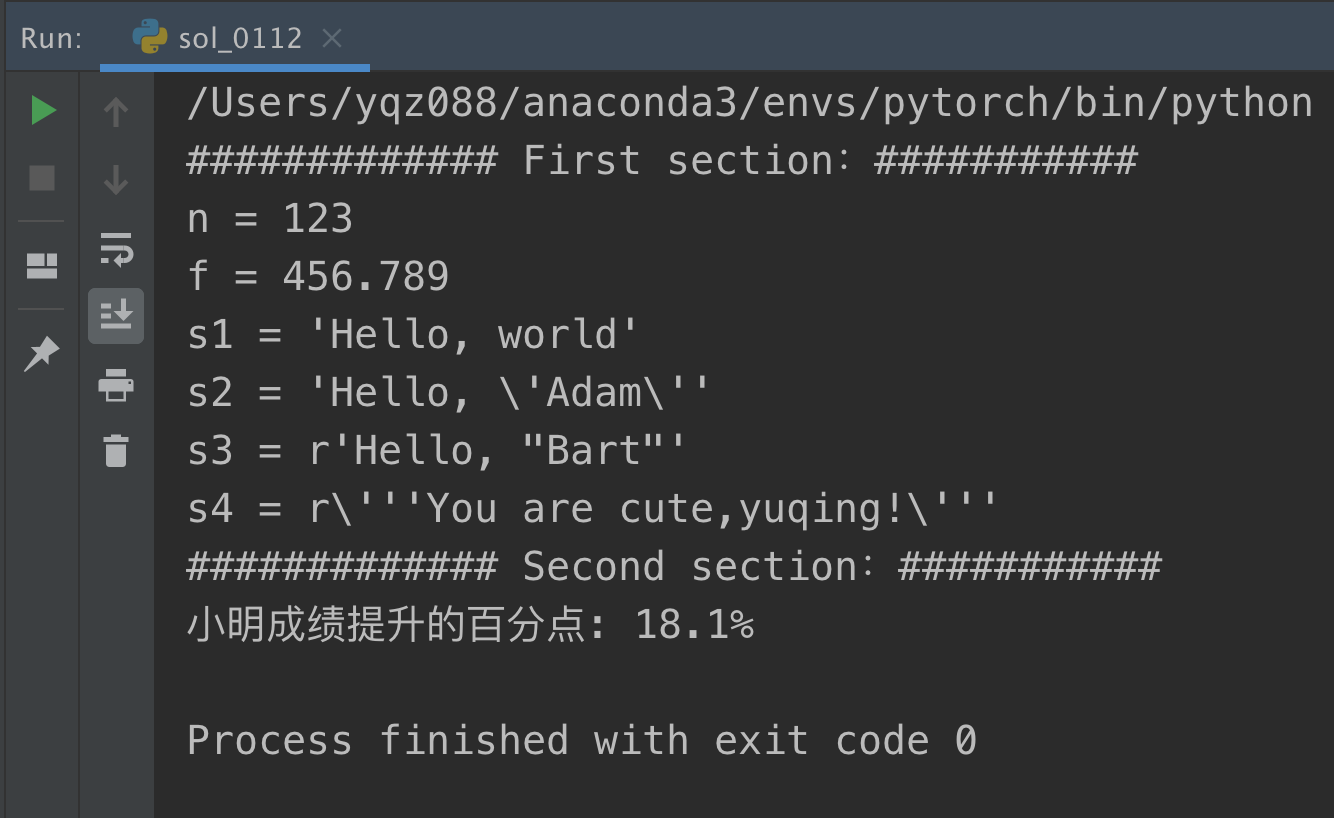 Run: sol_0112
/Users/yqz088/anaconda3/envs/pytorch/bin/python
############# First section：###########
n = 123
f = 456.789
s1 = 'Hello, world'
s2 = 'Hello, \'Adam\''
s3 = r'Hello, "Bart"'
s4 = r\'''You are cute,yuqing!\'''
############# Second section：###########
小明成绩提升的百分点: 18.1%
Process finished with exit code 0